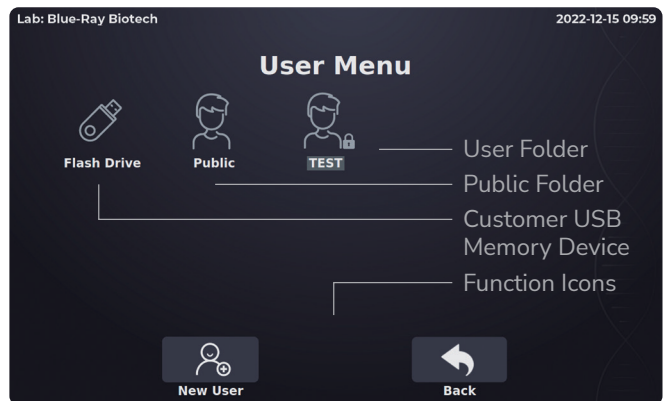 Lab: Blue-Ray Biotech 2022-12-15 09:59
User Menu
Flash Drive Public TEST
User Folder
Public Folder
Customer USB
Memory Device
Function Icons
New User Back